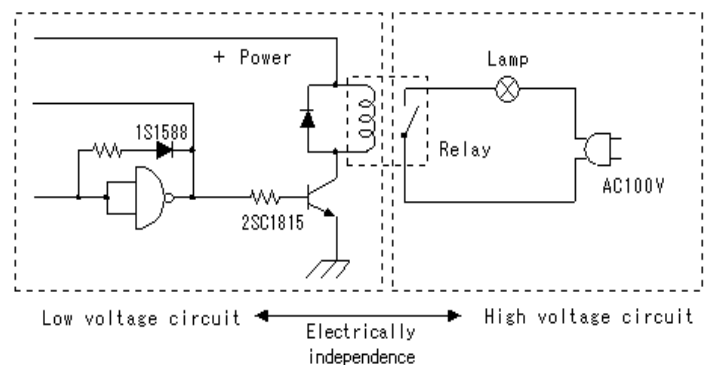 + Power
Lamp
1S1588
Relay
AC100V
2SC1815
Low voltage circuit
High voltage circuit
Electrically
independence